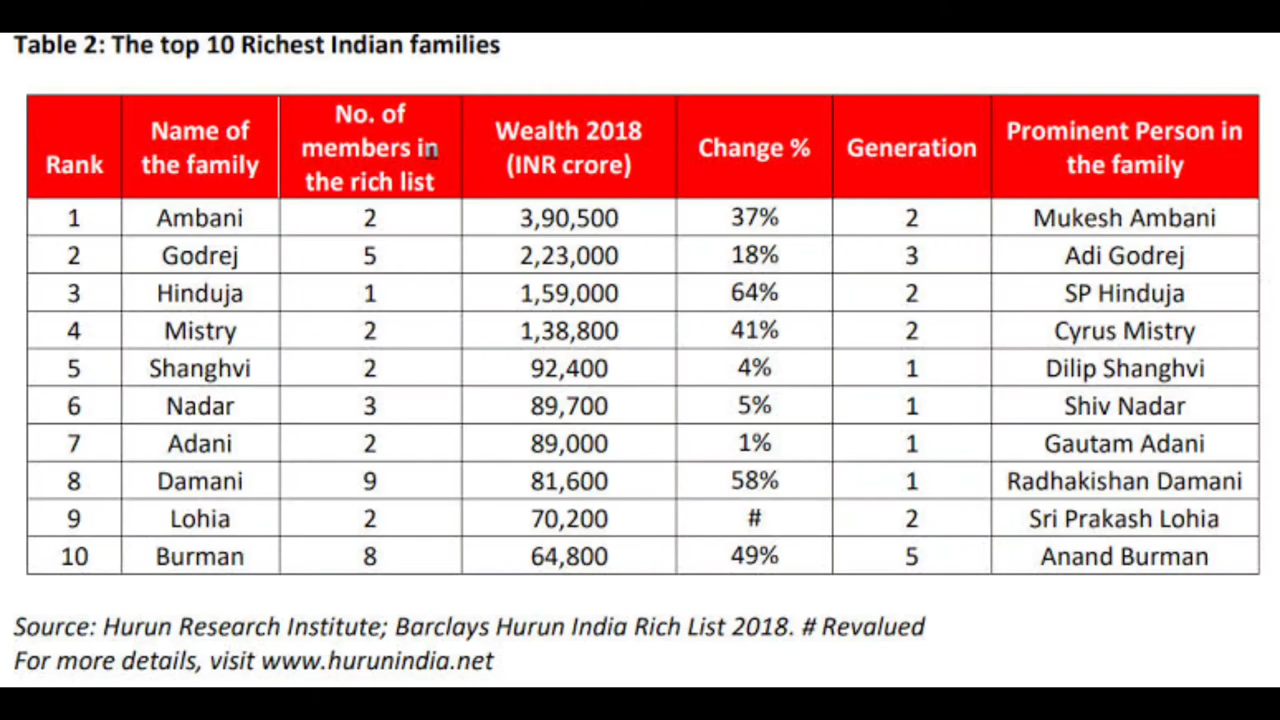 Table 2: The top 10 Richest Indian families
Rank Name of the family No. of members in the rich list Wealth 2018 (INR crore) Change % Generation Prominent Person in the family
1 Ambani 2 3,90,500 37% 2 Mukesh Ambani
2 Godrej 5 2,23,000 18% 3 Adi Godrej
3 Hinduja 1 1,59,000 64% 2 SP Hinduja
4 Mistry 2 1,38,800 41% 2 Cyrus Mistry
5 Shanghvi 2 92,400 4% 1 Dilip Shanghvi
6 Nadar 3 89,700 5% 1 Shiv Nadar
7 Adani 2 89,000 1% 1 Gautam Adani
8 Damani 9 81,600 58% 1 Radhakishan Damani
9 Lohia 2 70,200 # 2 Sri Prakash Lohia
10 Burman 8 64,800 49% 5 Anand Burman
Source: Hurun Research Institute; Barclays Hurun India Rich List 2018. # Revalued
For more details, visit www.hurunindia.net